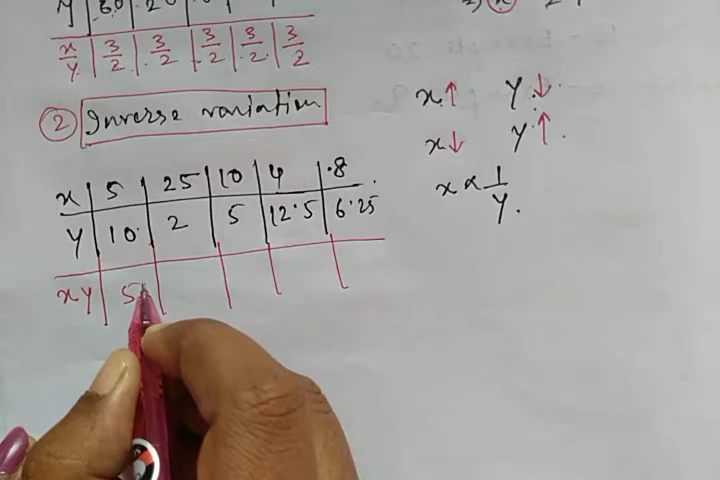 x/y | 3/2 | 3/2 | 3/2 | 3/2 | 3/2
② Inverse variation
x | 5 | 25 | 10 | 4 | 8
y | 10 | 2 | 5 | 12.5 | 6.25
xy | 5
x ↑ y ↓
x ↓ y ↑
x ∝ 1/y